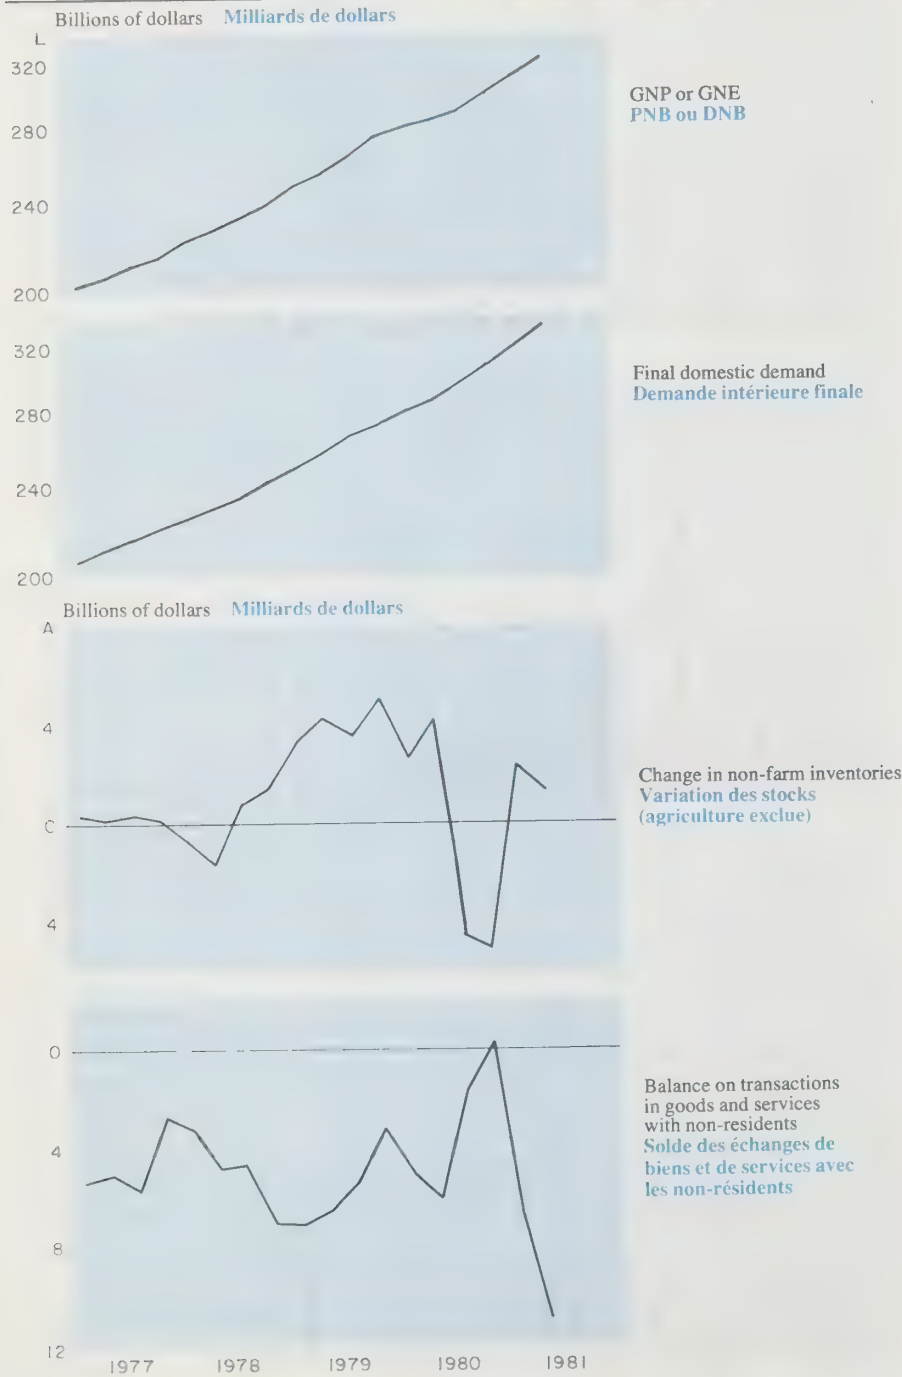 Billions of dollars Milliards de dollars
L
320
280
240
200
GNP or GNE
PNB ou DNB
320
280
240
200
Final domestic demand
Demande intérieure finale
Billions of dollars Milliards de dollars
A
4
C
4
Change in non-farm inventories
Variation des stocks
(agriculture exclue)
0
4
8
12
Balance on transactions
in goods and services
with non-residents
Solde des échanges de
biens et de services avec
les non-résidents
1977 1978 1979 1980 1981